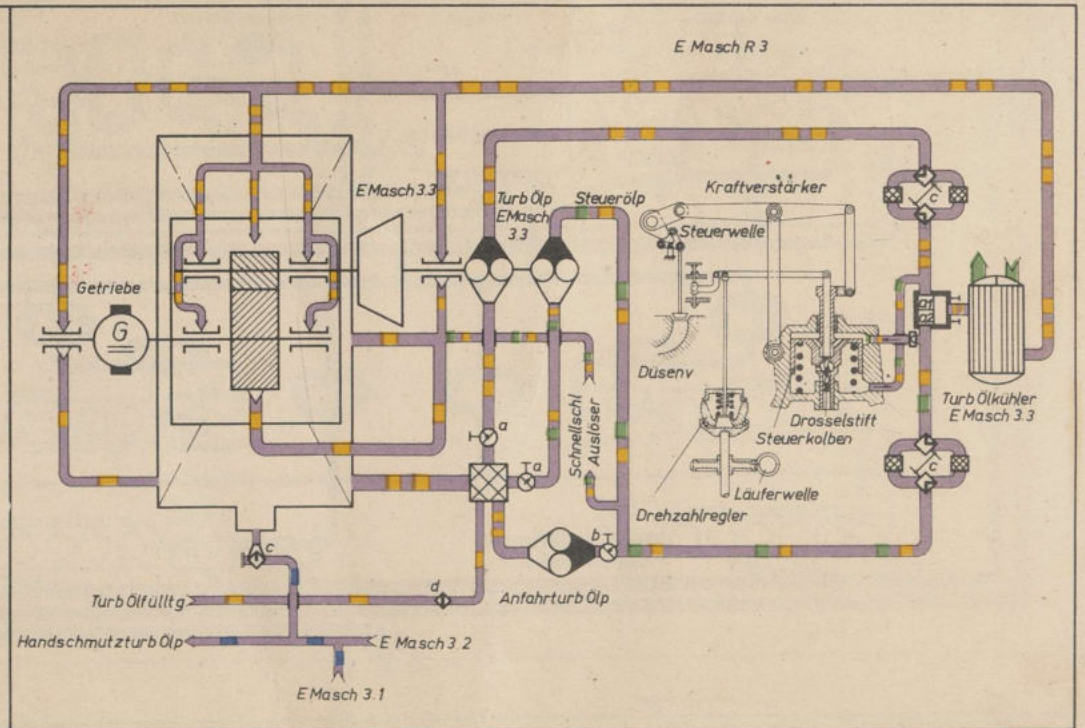 E Masch R 3
E Masch 3.3
Turb Ölp
E Masch
3.3
Steuerölp
Kraftverstärker
Steuerwelle
c
Getriebe
G
Düsenv
Drosselstift
Steuerkolben
Turb Ölkühler
E Masch 3.3
Schnellschl
Auslöser
a
a
c
Läuferwelle
Drehzahlregler
b
c
d
Turb Ölfülltg
Anfahrturb Ölp
Handschmutzturb Ölp
E Masch 3.2
E Masch 3.1